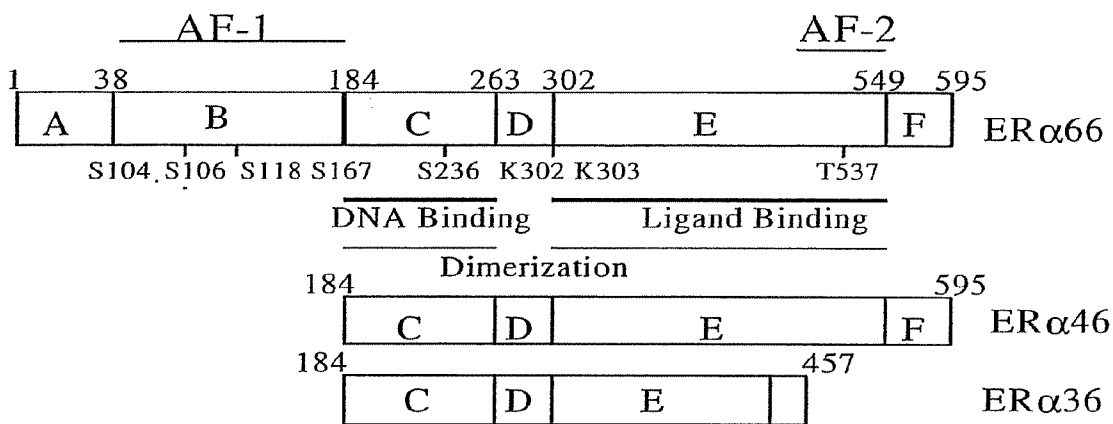 AF-1 AF-2
1 38 184 263 302 549 595
A B C D E F ERα66
S104 S106 S118 S167 S236 K302 K303 T537
DNA Binding Ligand Binding
Dimerization
184 595
C D E F ERα46
184 457
C D E ERα36